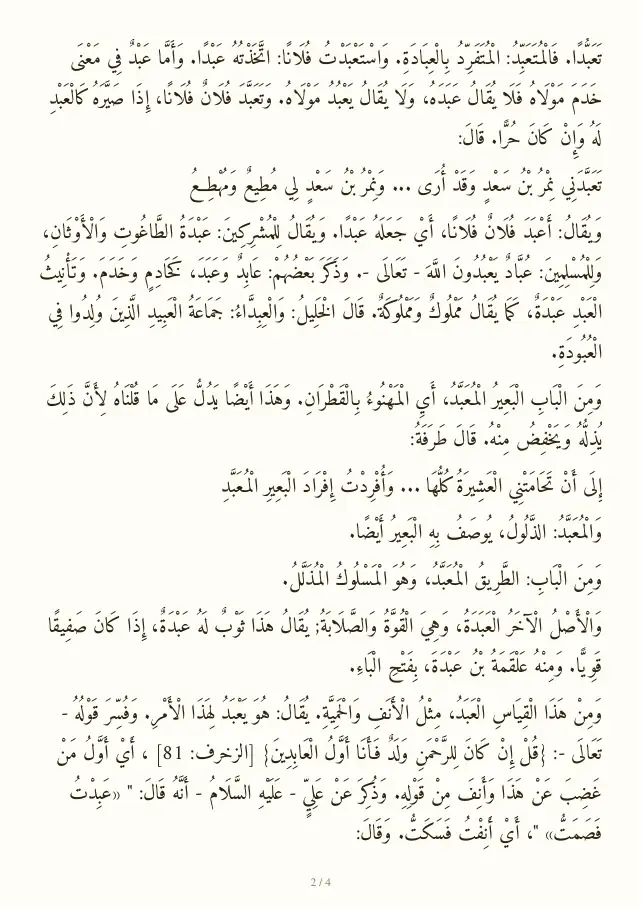 تَعَبُّدًا. فَالْمُتَعَبِّدُ: الْمُتَفَرِّدُ بِالْعِبَادَةِ. وَاسْتَعْبَدْتُ فُلَانًا: اتَّخَذْتُهُ عَبْدًا. وَأَمَّا عَبْدٌ فِي مَعْنَى
خَدَمَ مَوْلَاهُ فَلَا يُقَالُ عَبَدَهُ، وَلَا يُقَالُ يَعْبُدُ مَوْلَاهُ. وَتَعَبَّدَ فُلَانٌ فُلَانًا، إِذَا صَيَّرَهُ كَالْعَبْدِ
لَهُ وَإِنْ كَانَ حُرًّا. قَالَ:
تَعَبَّدَنِي نِمْرُ بْنُ سَعْدٍ وَقَدْ أُرَى ... وَنِمْرُ بْنُ سَعْدٍ لِي مُطِيعٌ وَمُهْطِعُ
وَيُقَالُ: أَعْبَدَ فُلَانٌ فُلَانًا، أَيْ جَعَلَهُ عَبْدًا. وَيُقَالُ لِلْمُشْرِكِينَ: عَبْدَةُ الطَّاغُوتِ وَالْأَوْثَانِ،
وَلِلْمُسْلِمِينَ: عُبَّادٌ يَعْبُدُونَ اللَّهَ - تَعَالَى -. وَذَكَرَ بَعْضُهُمْ: عَابِدٌ وَعَبَدَ، كَخَادِمٍ وَخَدَمَ. وَتَأْنِيثُ
الْعَبْدِ عَبْدَةٌ، كَمَا يُقَالُ مَمْلُوكٌ وَمَمْلُوكَةٌ. قَالَ الْخَلِيلُ: وَالْعِبِدَّاءُ: جَمَاعَةُ الْعَبِيدِ الَّذِينَ وُلِدُوا فِي
الْعُبُودَةِ.
وَمِنَ الْبَابِ الْبَعِيرُ الْمُعَبَّدُ، أَيِ الْمَهْنُوءُ بِالْقَطْرَانِ. وَهَذَا أَيْضًا يَدُلُّ عَلَى مَا قُلْنَاهُ لِأَنَّ ذَلِكَ
يُذِلُّهُ وَيَخْفِضُ مِنْهُ. قَالَ طَرَفَةُ:
إِلَى أَنْ تَحَامَتْنِي الْعَشِيرَةُ كُلُّهَا ... وَأُفْرِدْتُ إِفْرَادَ الْبَعِيرِ الْمُعَبَّدِ
وَالْمُعَبَّدُ: الذَّلُولُ، يُوصَفُ بِهِ الْبَعِيرُ أَيْضًا.
وَمِنَ الْبَابِ: الطَّرِيقُ الْمُعَبَّدُ، وَهُوَ الْمَسْلُوكُ الْمُذَلَّلُ.
وَالْأَصْلُ الْآخَرُ الْعَبَدَةُ، وَهِيَ الْقُوَّةُ وَالصَّلَابَةُ; يُقَالُ هَذَا ثَوْبٌ لَهُ عَبْدَةٌ، إِذَا كَانَ صَفِيقًا
قَوِيًّا. وَمِنْهُ عَلْقَمَةُ بْنُ عَبْدَةَ، بِفَتْحِ الْبَاءِ.
وَمِنْ هَذَا الْقِيَاسِ الْعَبَدُ، مِثْلُ الْأَنَفِ وَالْحَمِيَّةِ. يُقَالُ: هُوَ يَعْبَدُ لِهَذَا الْأَمْرِ. وَفُسِّرَ قَوْلُهُ -
تَعَالَى -: {قُلْ إِنْ كَانَ لِلرَّحْمَنِ وَلَدٌ فَأَنَا أَوَّلُ الْعَابِدِينَ} [الزخرف: 81] ، أَيْ أَوَّلُ مَنْ
غَضِبَ عَنْ هَذَا وَأَنِفَ مِنْ قَوْلِهِ. وَذُكِرَ عَنْ عَلِيٍّ - عَلَيْهِ السَّلَامُ - أَنَّهُ قَالَ: " «عَبِدْتُ
فَصَمَتُّ» "، أَيْ أَنِفْتُ فَسَكَتُّ. وَقَالَ:
2 / 4